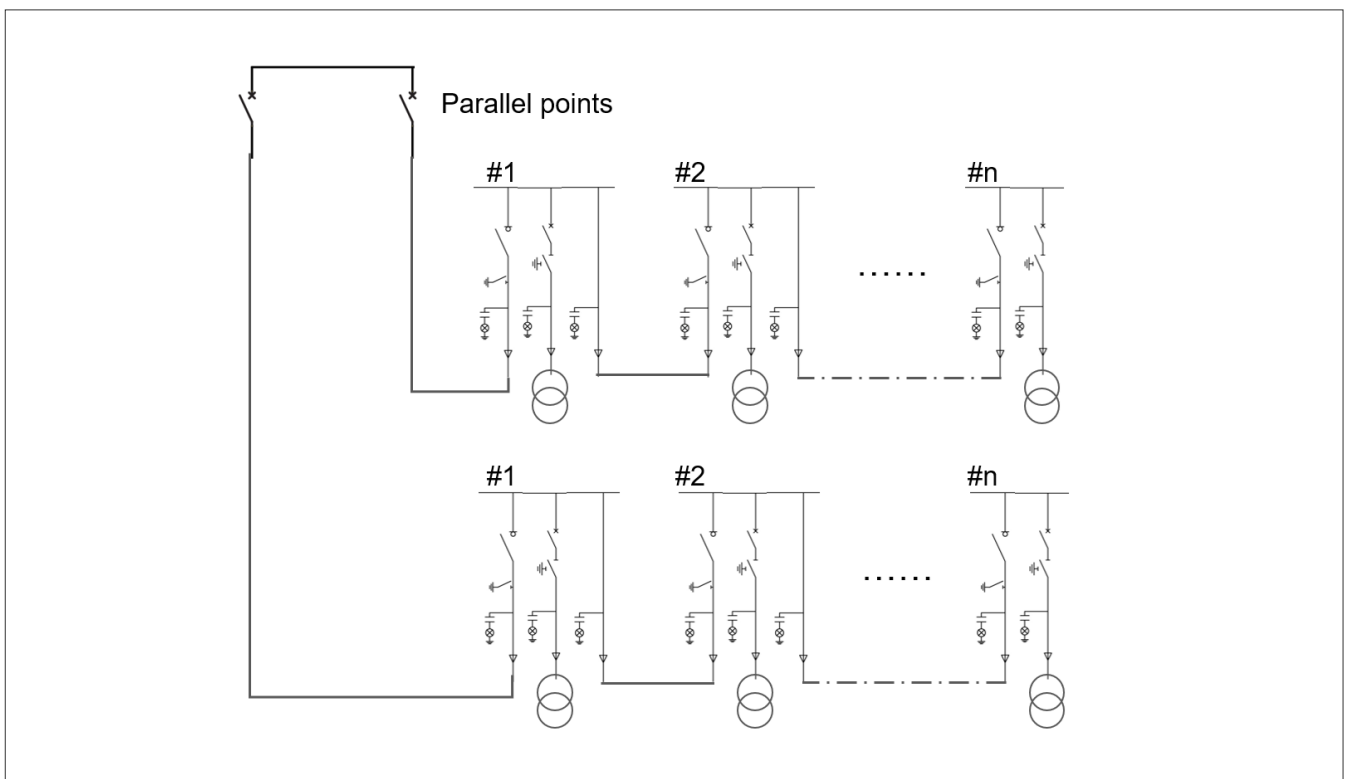 Parallel points
#1
#2
#n
......
#1
#2
#n
......